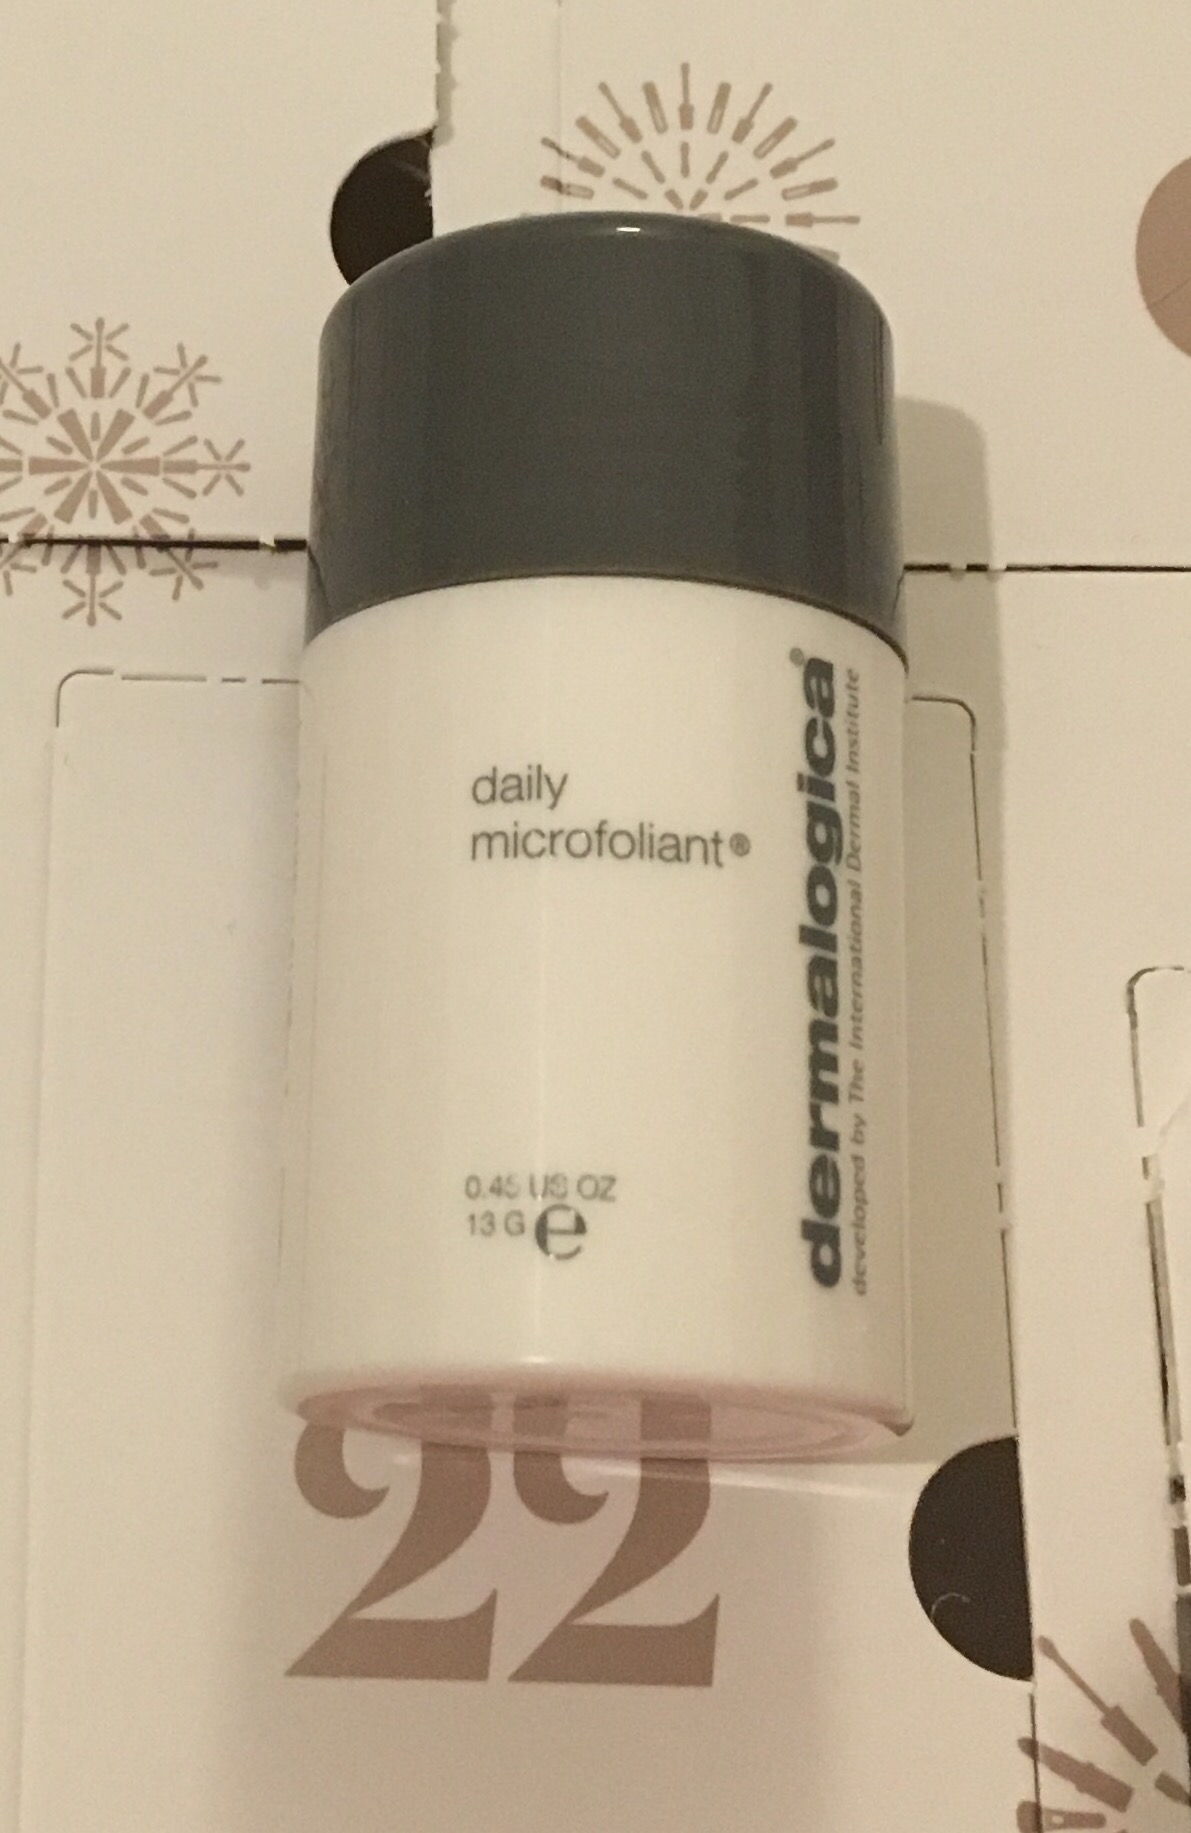 daily
microfoliant®
0.45 US OZ
13 G ℮
dermalogica®
developed by The International Dermal Institute
22